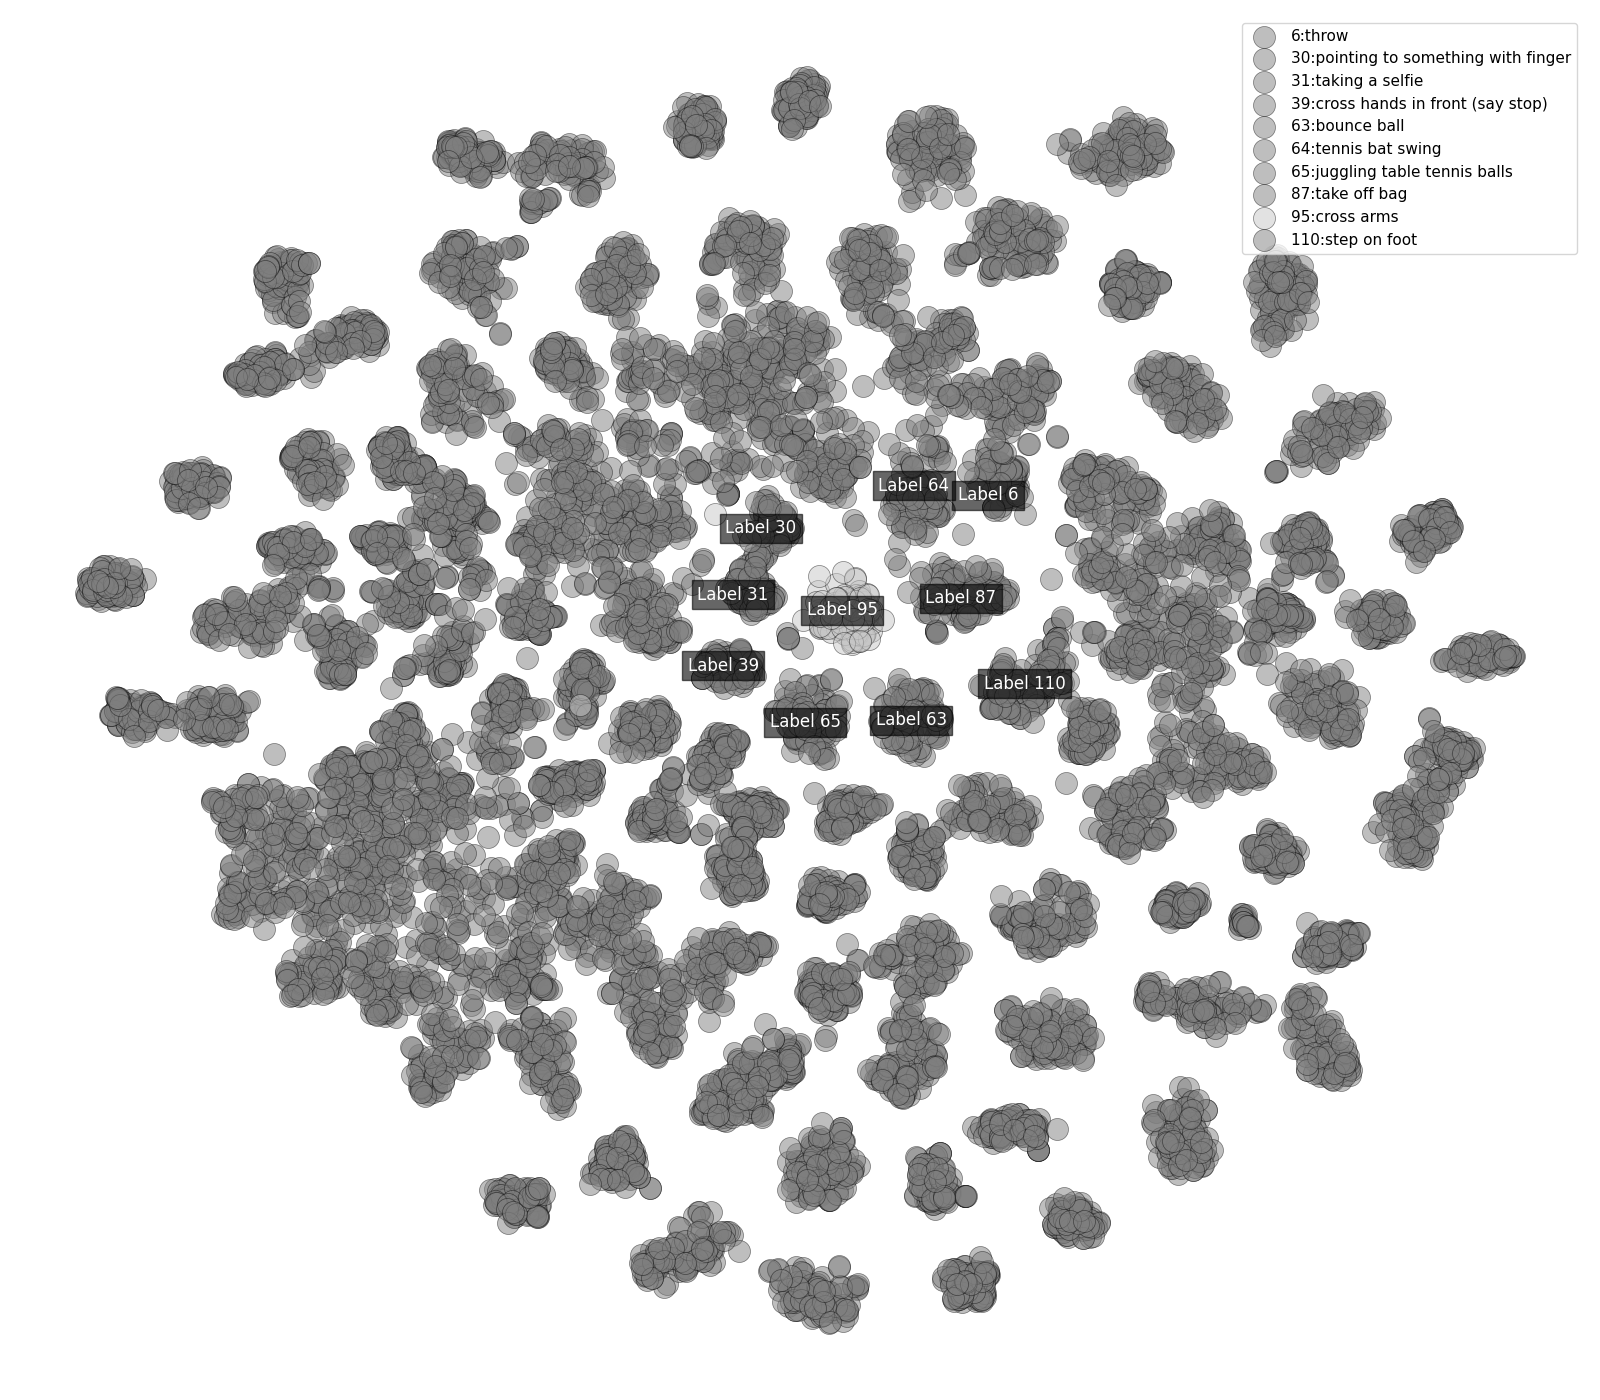 6:throw
30:pointing to something with finger
31:taking a selfie
39:cross hands in front (say stop)
63:bounce ball
64:tennis bat swing
65:juggling table tennis balls
87:take off bag
95:cross arms
110:step on foot
Label 64
Label 6
Label 30
Label 31
Label 95
Label 87
Label 39
Label 110
Label 65
Label 63